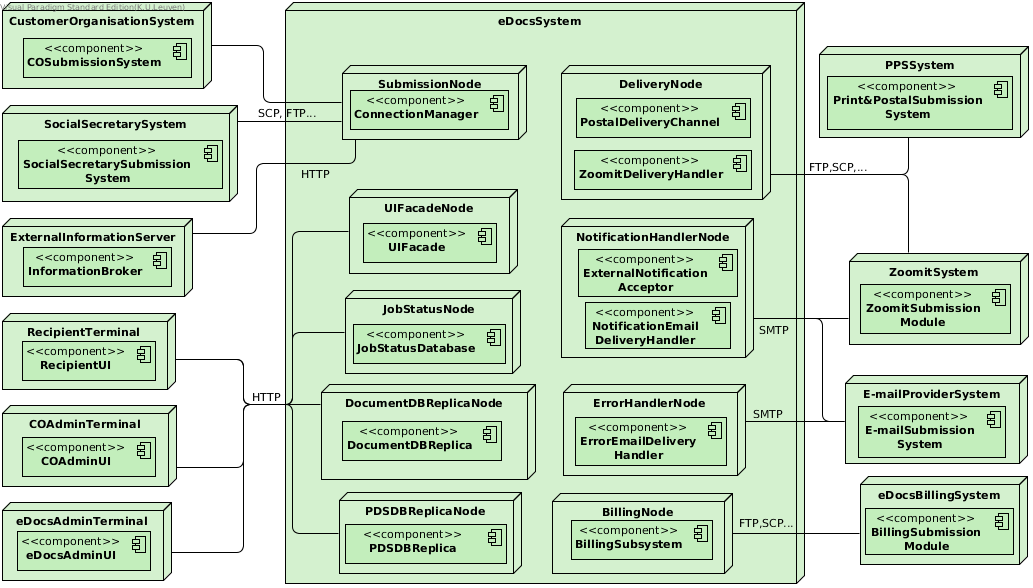 Visual Paradigm Standard Edition(K.U.Leuven)
CustomerOrganisationSystem
<<component>>
COSubmissionSystem
SocialSecretarySystem
<<component>>
SocialSecretarySubmission
System
ExternalInformationServer
<<component>>
InformationBroker
RecipientTerminal
<<component>>
RecipientUI
COAdminTerminal
<<component>>
COAdminUI
eDocsAdminTerminal
<<component>>
eDocsAdminUI
SCP, FTP...
HTTP
HTTP
eDocsSystem
SubmissionNode
<<component>>
ConnectionManager
UIFacadeNode
<<component>>
UIFacade
JobStatusNode
<<component>>
JobStatusDatabase
DocumentDBReplicaNode
<<component>>
DocumentDBReplica
PDSDBReplicaNode
<<component>>
PDSDBReplica
DeliveryNode
<<component>>
PostalDeliveryChannel
<<component>>
ZoomitDeliveryHandler
NotificationHandlerNode
<<component>>
ExternalNotification
Acceptor
<<component>>
NotificationEmail
DeliveryHandler
ErrorHandlerNode
<<component>>
ErrorEmailDelivery
Handler
BillingNode
<<component>>
BillingSubsystem
FTP,SCP,...
SMTP
SMTP
FTP,SCP...
PPSSystem
<<component>>
Print&PostalSubmission
System
ZoomitSystem
<<component>>
ZoomitSubmission
Module
E-mailProviderSystem
<<component>>
E-mailSubmission
System
eDocsBillingSystem
<<component>>
BillingSubmission
Module